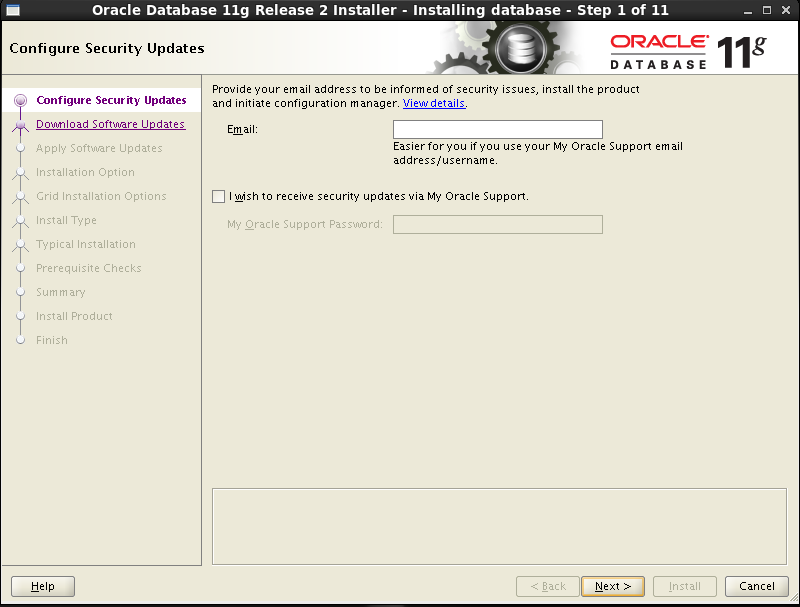 Oracle Database 11g Release 2 Installer - Installing database - Step 1 of 11
Configure Security Updates
ORACLE
DATABASE
11g
Configure Security Updates
Download Software Updates
Apply Software Updates
Installation Option
Grid Installation Options
Install Type
Typical Installation
Prerequisite Checks
Summary
Install Product
Finish
Provide your email address to be informed of security issues, install the product
and initiate configuration manager. View details.
Email:
Easier for you if you use your My Oracle Support email
address/username.
I wish to receive security updates via My Oracle Support.
My Oracle Support Password:
Help
< Back
Next >
Install
Cancel